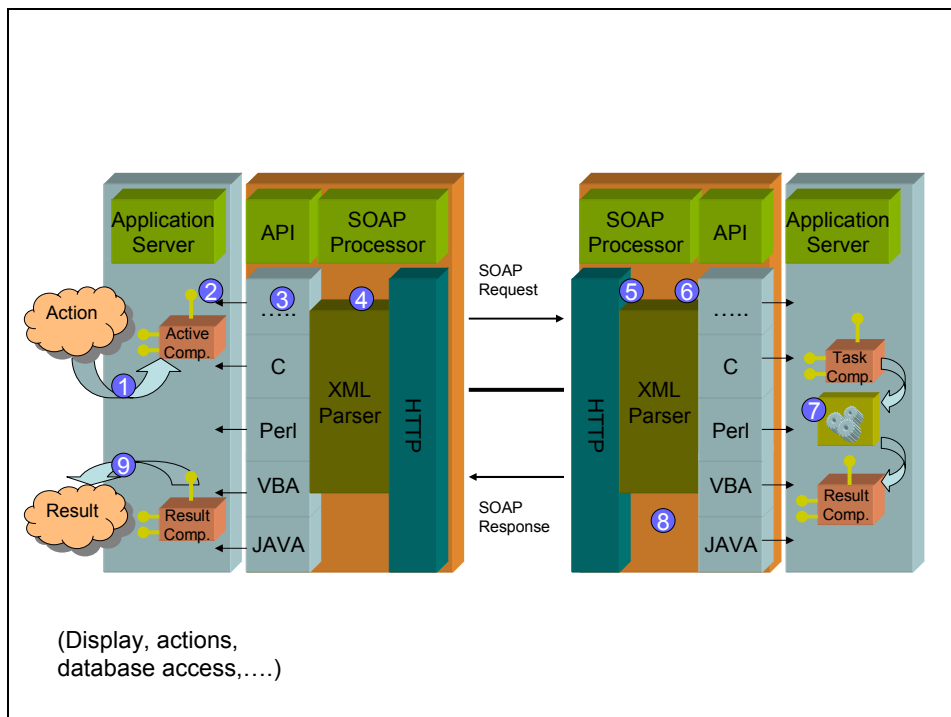 Application
Server
API
SOAP
Processor
SOAP
Processor
API
Application
Server
SOAP
Request
2
3
4
5
6
Action
.....
.....
Active
Comp.
Task
Comp.
1
C
XML
Parser
HTTP
HTTP
XML
Parser
C
7
Perl
Perl
9
VBA
VBA
Result
Result
Comp.
Result
Comp.
SOAP
Response
8
JAVA
JAVA
(Display, actions,
database access,….)